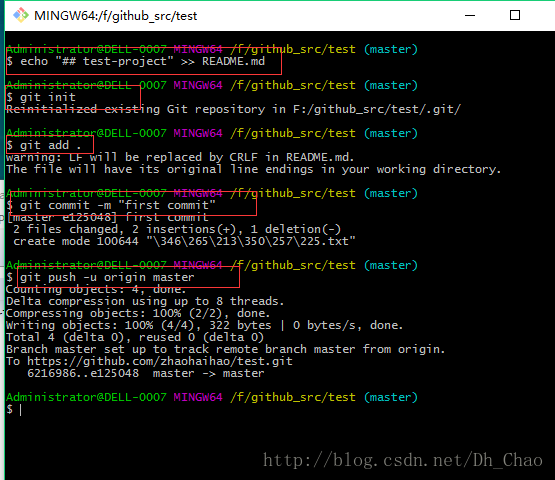 MINGW64:/f/github_src/test
Administrator@DELL-0007 MINGW64 /f/github_src/test (master)
$ echo "## test-project" >> README.md
Administrator@DELL-0007 MINGW64 /f/github_src/test (master)
$ git init
Reinitialized existing Git repository in F:/github_src/test/.git/
Administrator@DELL-0007 MINGW64 /f/github_src/test (master)
$ git add .
warning: LF will be replaced by CRLF in README.md.
The file will have its original line endings in your working directory.
Administrator@DELL-0007 MINGW64 /f/github_src/test (master)
$ git commit -m "first commit"
[master e125048] first commit
2 files changed, 2 insertions(+), 1 deletion(-)
create mode 100644 "\346\265\213\350\257\225.txt"
Administrator@DELL-0007 MINGW64 /f/github_src/test (master)
$ git push -u origin master
Counting objects: 4, done.
Delta compression using up to 8 threads.
Compressing objects: 100% (2/2), done.
Writing objects: 100% (4/4), 322 bytes | 0 bytes/s, done.
Total 4 (delta 0), reused 0 (delta 0)
Branch master set up to track remote branch master from origin.
To https://github.com/zhaohaihao/test.git
6216986..e125048 master -> master
Administrator@DELL-0007 MINGW64 /f/github_src/test (master)
$
http://blog.csdn.net/Dh_Chao